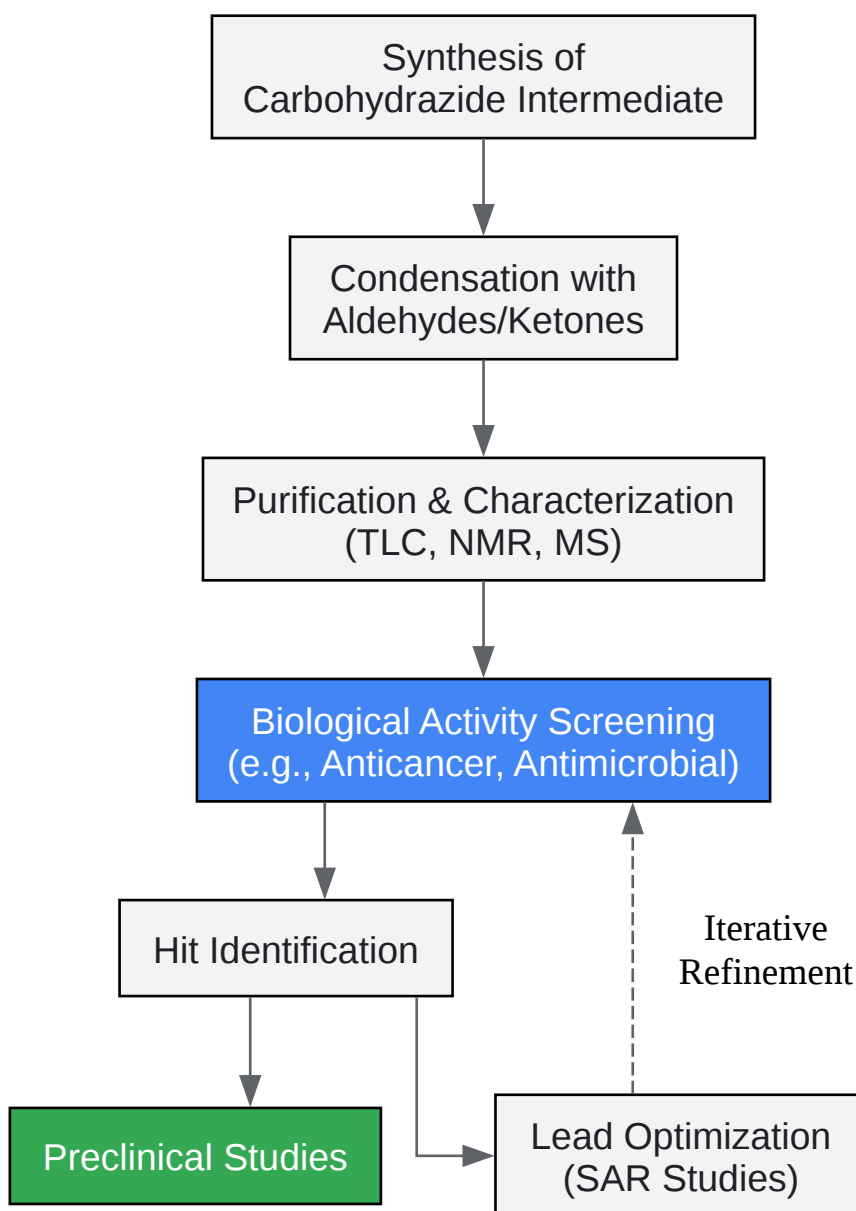 Synthesis of
Carbohydrazide Intermediate
Condensation with
Aldehydes/Ketones
Purification & Characterization
(TLC, NMR, MS)
Biological Activity Screening
(e.g., Anticancer, Antimicrobial)
Hit Identification
Iterative
Refinement
Preclinical Studies
Lead Optimization
(SAR Studies)